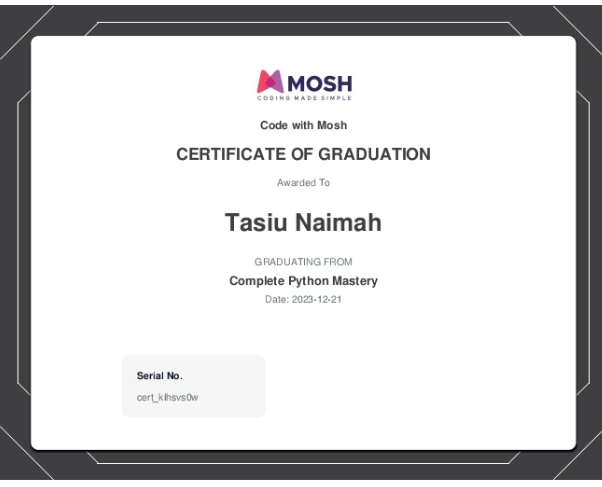 MOSH
CODING MADE SIMPLE
Code with Mosh
CERTIFICATE OF GRADUATION
Awarded To
Tasiu Naimah
GRADUATING FROM
Complete Python Mastery
Date: 2023-12-21
Serial No.
cert_klhsvs0w